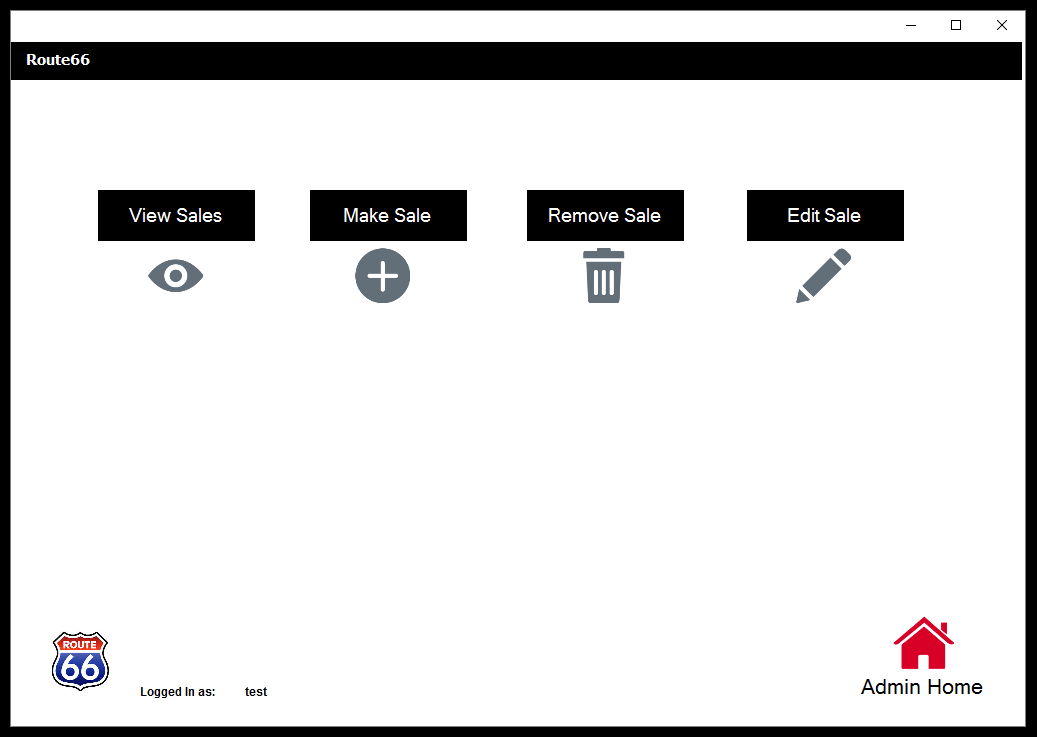 Route66
View Sales
Make Sale
Remove Sale
Edit Sale
ROUTE
66
Logged In as: test
Admin Home